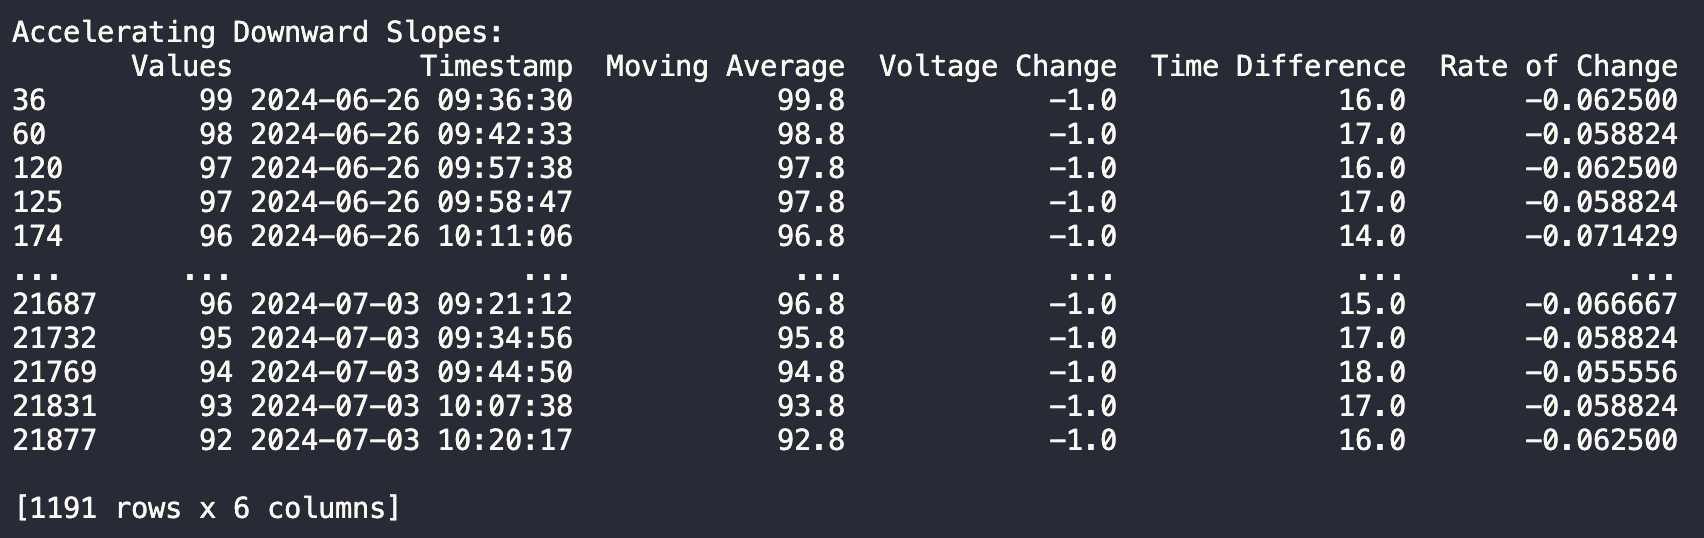 Accelerating Downward Slopes:
Values Timestamp Moving Average Voltage Change Time Difference Rate of Change
36 99 2024-06-26 09:36:30 99.8 -1.0 16.0 -0.062500
60 98 2024-06-26 09:42:33 98.8 -1.0 17.0 -0.058824
120 97 2024-06-26 09:57:38 97.8 -1.0 16.0 -0.062500
125 97 2024-06-26 09:58:47 97.8 -1.0 17.0 -0.058824
174 96 2024-06-26 10:11:06 96.8 -1.0 14.0 -0.071429
... ... ... ... ... ... ...
21687 96 2024-07-03 09:21:12 96.8 -1.0 15.0 -0.066667
21732 95 2024-07-03 09:34:56 95.8 -1.0 17.0 -0.058824
21769 94 2024-07-03 09:44:50 94.8 -1.0 18.0 -0.055556
21831 93 2024-07-03 10:07:38 93.8 -1.0 17.0 -0.058824
21877 92 2024-07-03 10:20:17 92.8 -1.0 16.0 -0.062500
[1191 rows x 6 columns]